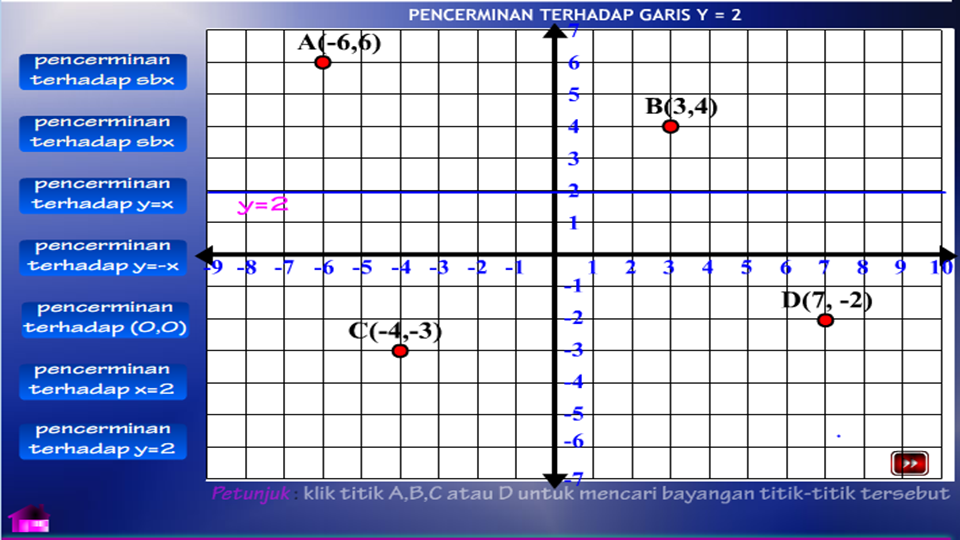 PENCERMINAN TERHADAP GARIS Y = 2
pencerminan
terhadap sbx
pencerminan
terhadap sbx
pencerminan
terhadap y=x
pencerminan
terhadap y=-x
pencerminan
terhadap (0,0)
pencerminan
terhadap x=2
pencerminan
terhadap y=2
7
A(-6,6)
6
5
B(3,4)
4
3
2
y=2
1
-9 -8 -7 -6 -5 -4 -3 -2 -1 1 2 3 4 5 6 7 8 9 10
-1
D(7, -2)
-2
C(-4,-3)
-3
-4
-5
-6
-7
Petunjuk : klik titik A,B,C atau D untuk mencari bayangan titik-titik tersebut